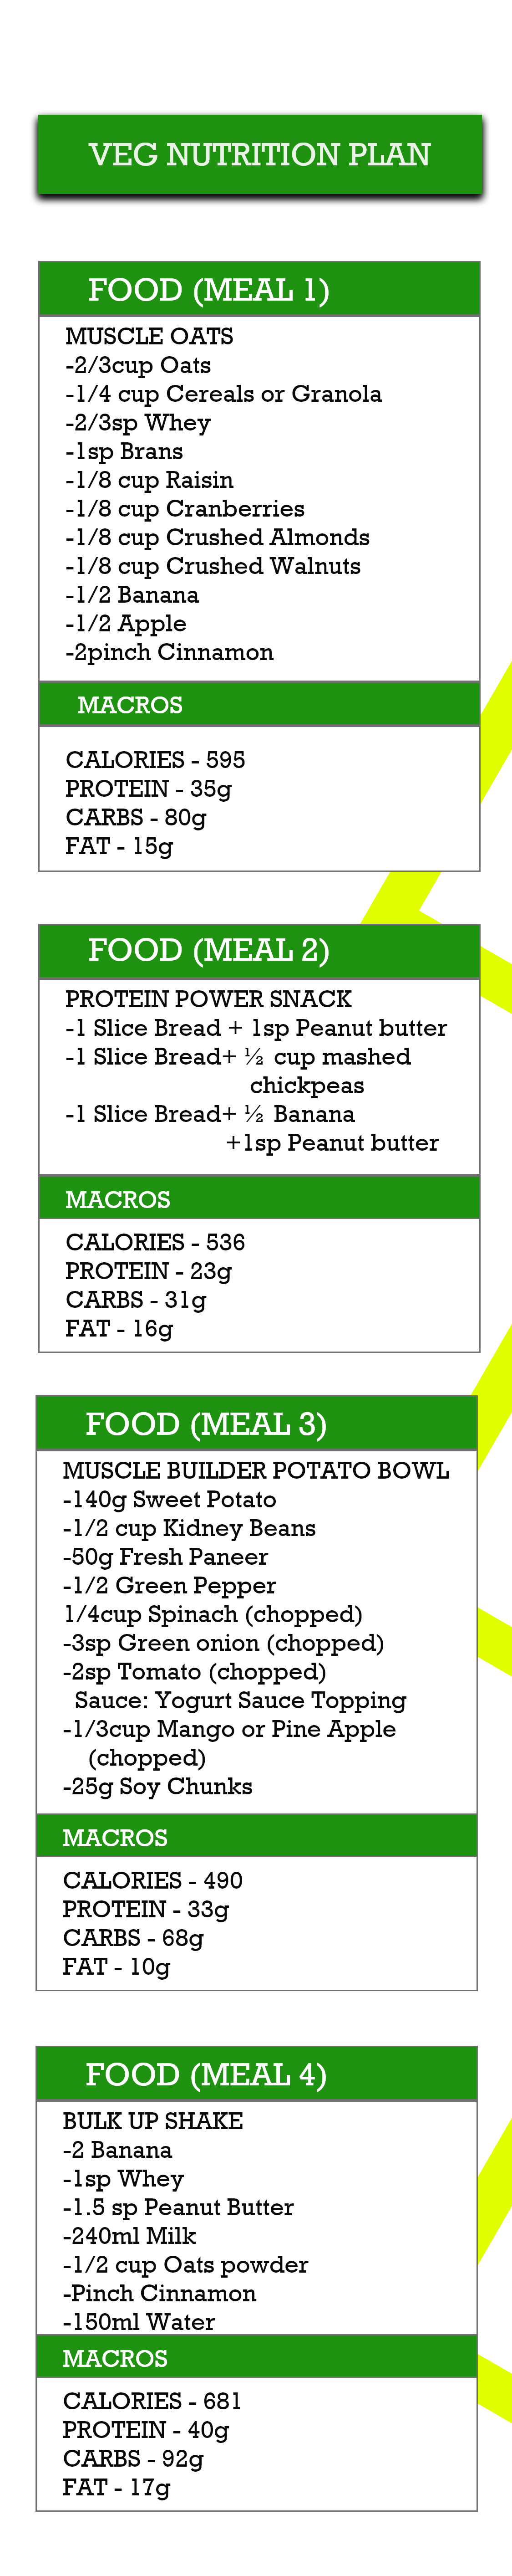 VEG NUTRITION PLAN
FOOD (MEAL 1)
MUSCLE OATS
-2/3cup Oats
-1/4 cup Cereals or Granola
-2/3sp Whey
-1sp Brans
-1/8 cup Raisin
-1/8 cup Cranberries
-1/8 cup Crushed Almonds
-1/8 cup Crushed Walnuts
-1/2 Banana
-1/2 Apple
-2pinch Cinnamon
MACROS
CALORIES - 595
PROTEIN - 35g
CARBS - 80g
FAT - 15g
FOOD (MEAL 2)
PROTEIN POWER SNACK
-1 Slice Bread + 1sp Peanut butter
-1 Slice Bread+ ½ cup mashed
chickpeas
-1 Slice Bread+ ½ Banana
+1sp Peanut butter
MACROS
CALORIES - 536
PROTEIN - 23g
CARBS - 31g
FAT - 16g
FOOD (MEAL 3)
MUSCLE BUILDER POTATO BOWL
-140g Sweet Potato
-1/2 cup Kidney Beans
-50g Fresh Paneer
-1/2 Green Pepper
1/4cup Spinach (chopped)
-3sp Green onion (chopped)
-2sp Tomato (chopped)
Sauce: Yogurt Sauce Topping
-1/3cup Mango or Pine Apple
(chopped)
-25g Soy Chunks
MACROS
CALORIES - 490
PROTEIN - 33g
CARBS - 68g
FAT - 10g
FOOD (MEAL 4)
BULK UP SHAKE
-2 Banana
-1sp Whey
-1.5 sp Peanut Butter
-240ml Milk
-1/2 cup Oats powder
-Pinch Cinnamon
-150ml Water
MACROS
CALORIES - 681
PROTEIN - 40g
CARBS - 92g
FAT - 17g